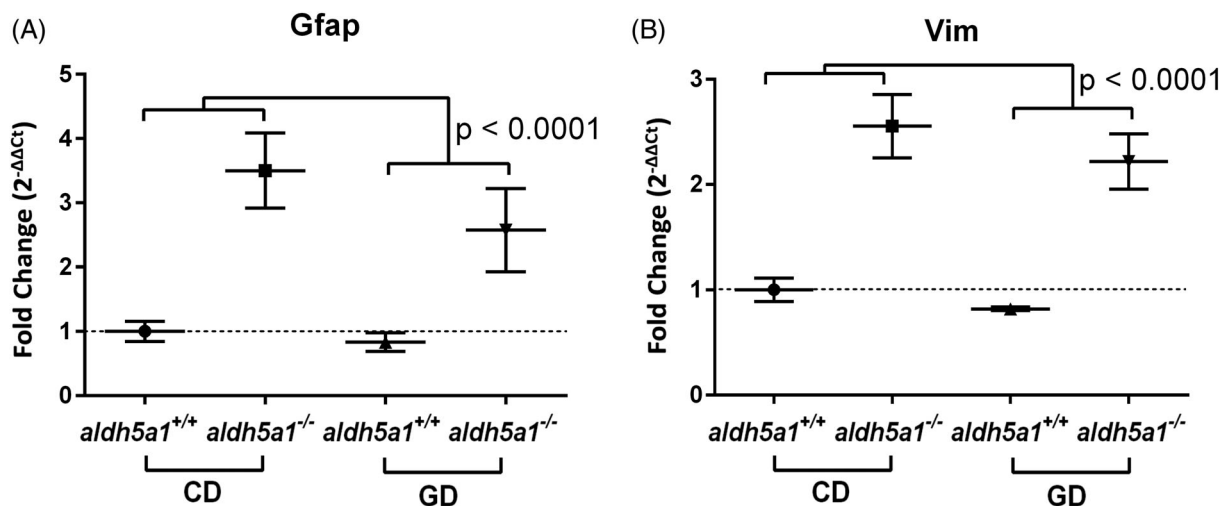 (A)
Gfap
Fold Change (2^-ΔΔCt)
5
4
3
2
1
0
p < 0.0001
aldh5a1+/+ aldh5a1-/- aldh5a1+/+ aldh5a1-/-
CD GD
(B)
Vim
Fold Change (2^-ΔΔCt)
3
2
1
0
p < 0.0001
aldh5a1+/+ aldh5a1-/- aldh5a1+/+ aldh5a1-/-
CD GD